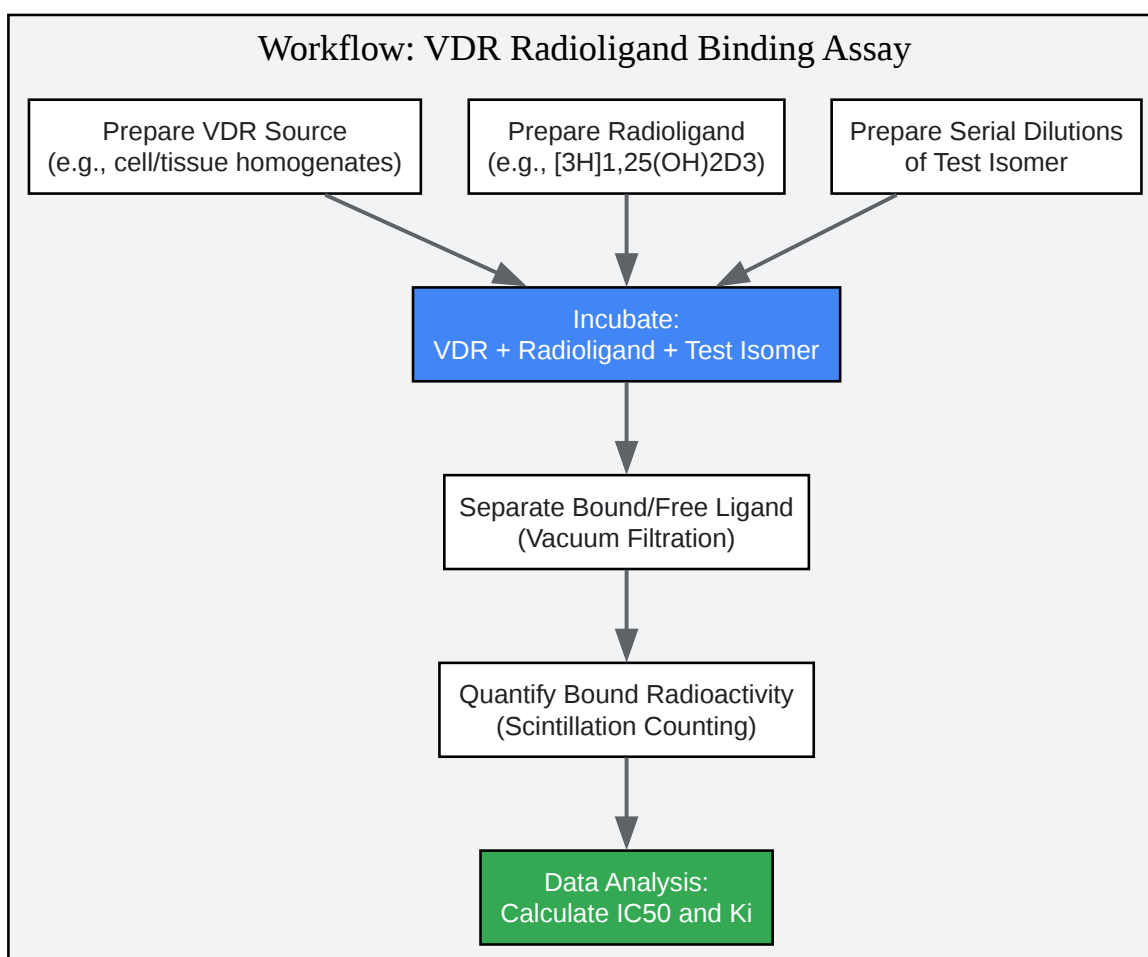 Workflow: VDR Radioligand Binding Assay
Prepare VDR Source
(e.g., cell/tissue homogenates)
Prepare Radioligand
(e.g., [3H]1,25(OH)2D3)
Prepare Serial Dilutions
of Test Isomer
Incubate:
VDR + Radioligand + Test Isomer
Separate Bound/Free Ligand
(Vacuum Filtration)
Quantify Bound Radioactivity
(Scintillation Counting)
Data Analysis:
Calculate IC50 and Ki